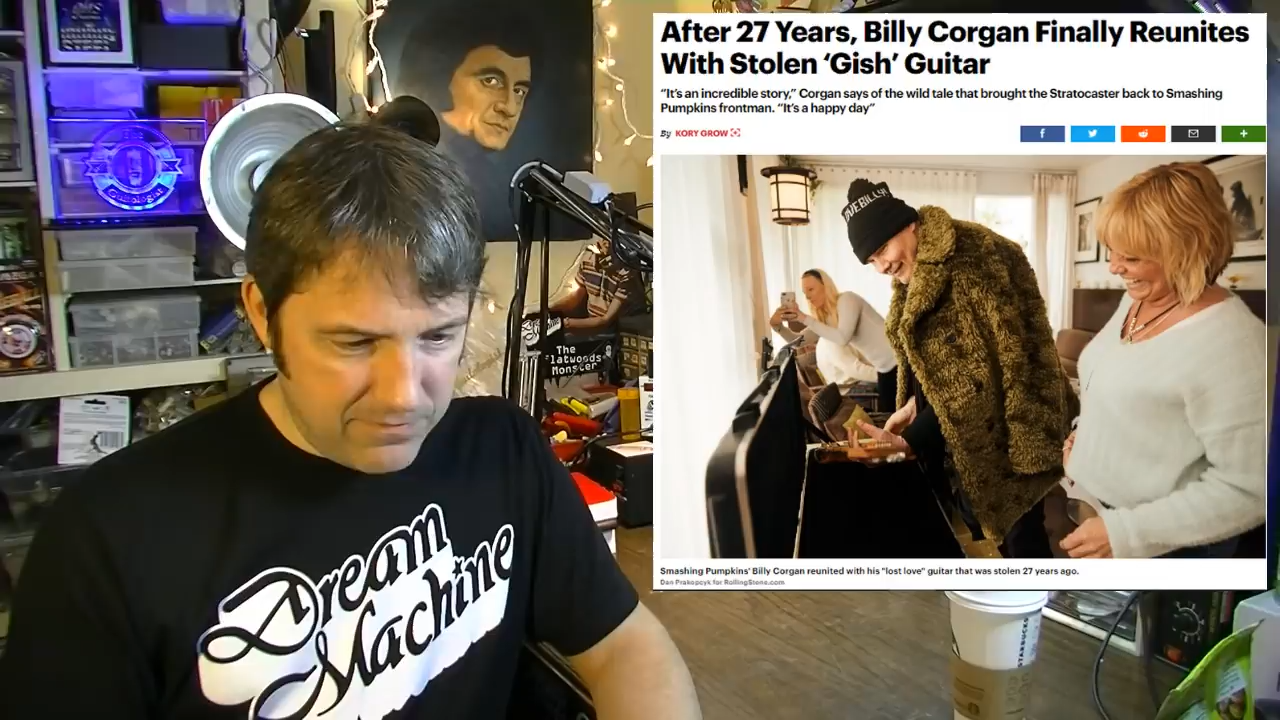 After 27 Years, Billy Corgan Finally Reunites
With Stolen ‘Gish’ Guitar
“It’s an incredible story,” Corgan says of the wild tale that brought the Stratocaster back to Smashing
Pumpkins frontman. “It’s a happy day”
By KORY GROW
Smashing Pumpkins' Billy Corgan reunited with his "lost love" guitar that was stolen 27 years ago.
Dan Prakopcyk for RollingStone.com
The
Flatwoods
Monster
Dream
Machine
STARBUCKS